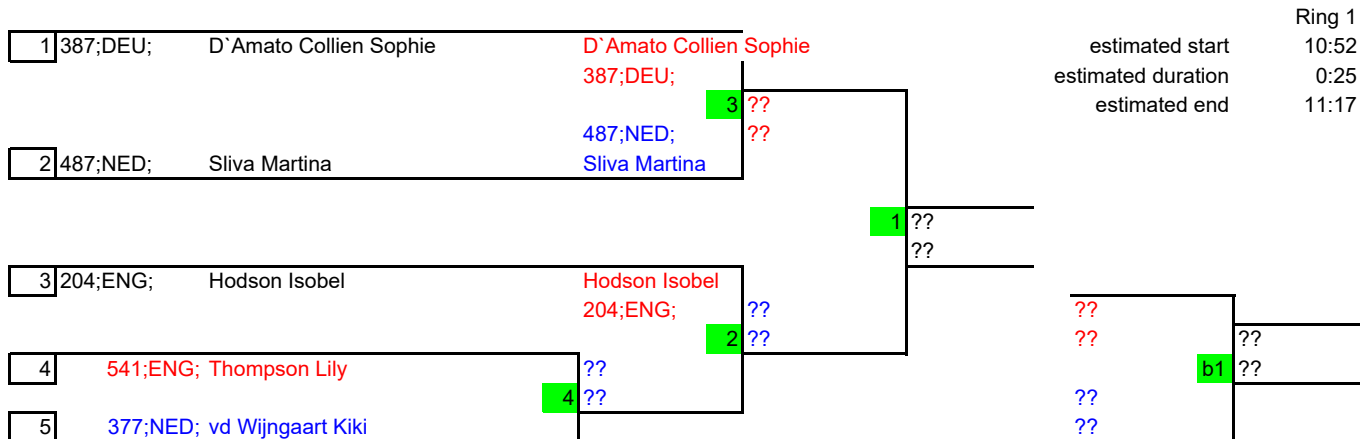 Ring 1
1 387;DEU; D`Amato Collien Sophie D`Amato Collien Sophie estimated start 10:52
387;DEU; estimated duration 0:25
3 ?? estimated end 11:17
487;NED; ??
2 487;NED; Sliva Martina Sliva Martina
1 ??
??
3 204;ENG; Hodson Isobel Hodson Isobel
204;ENG; ?? ??
2 ?? ?? ??
4 541;ENG; Thompson Lily ?? b1 ??
4 ?? ??
5 377;NED; vd Wijngaart Kiki ??